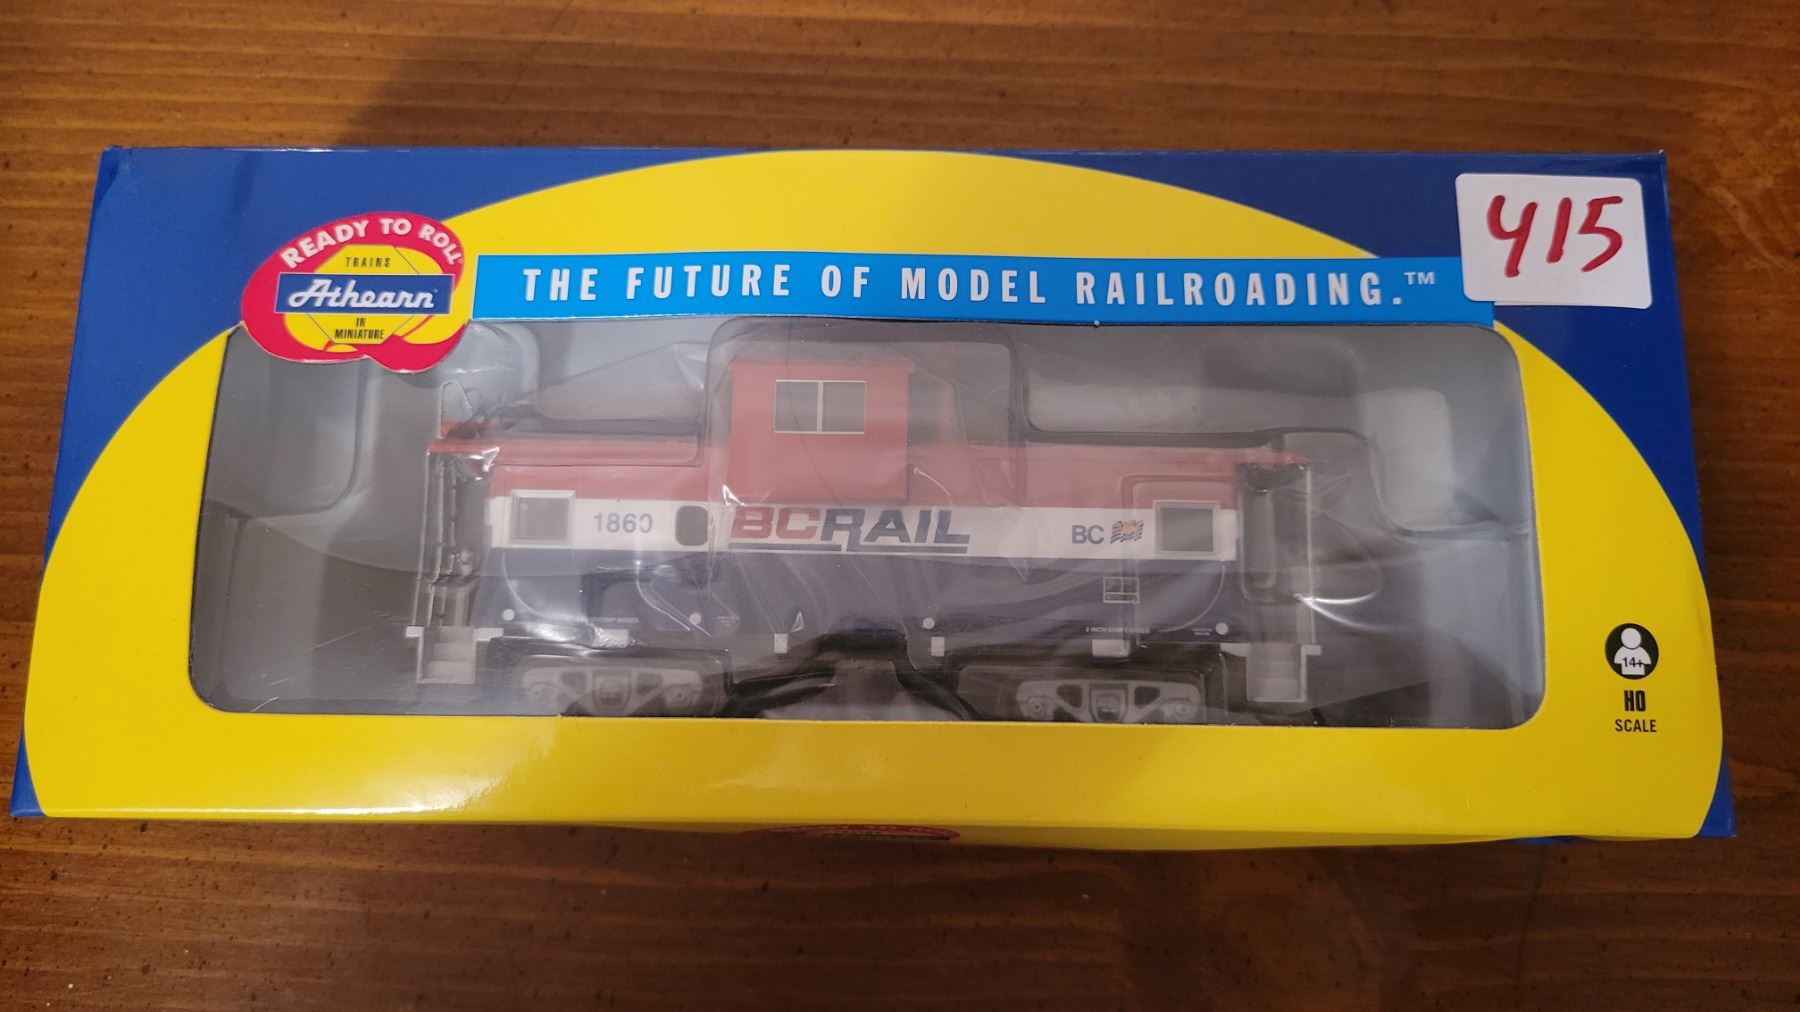 READY TO ROLL
TRAINS
Athearn
IN
MINIATURE
THE FUTURE OF MODEL RAILROADING.™
415
1860
BCRAIL
BC
14+
HO
SCALE